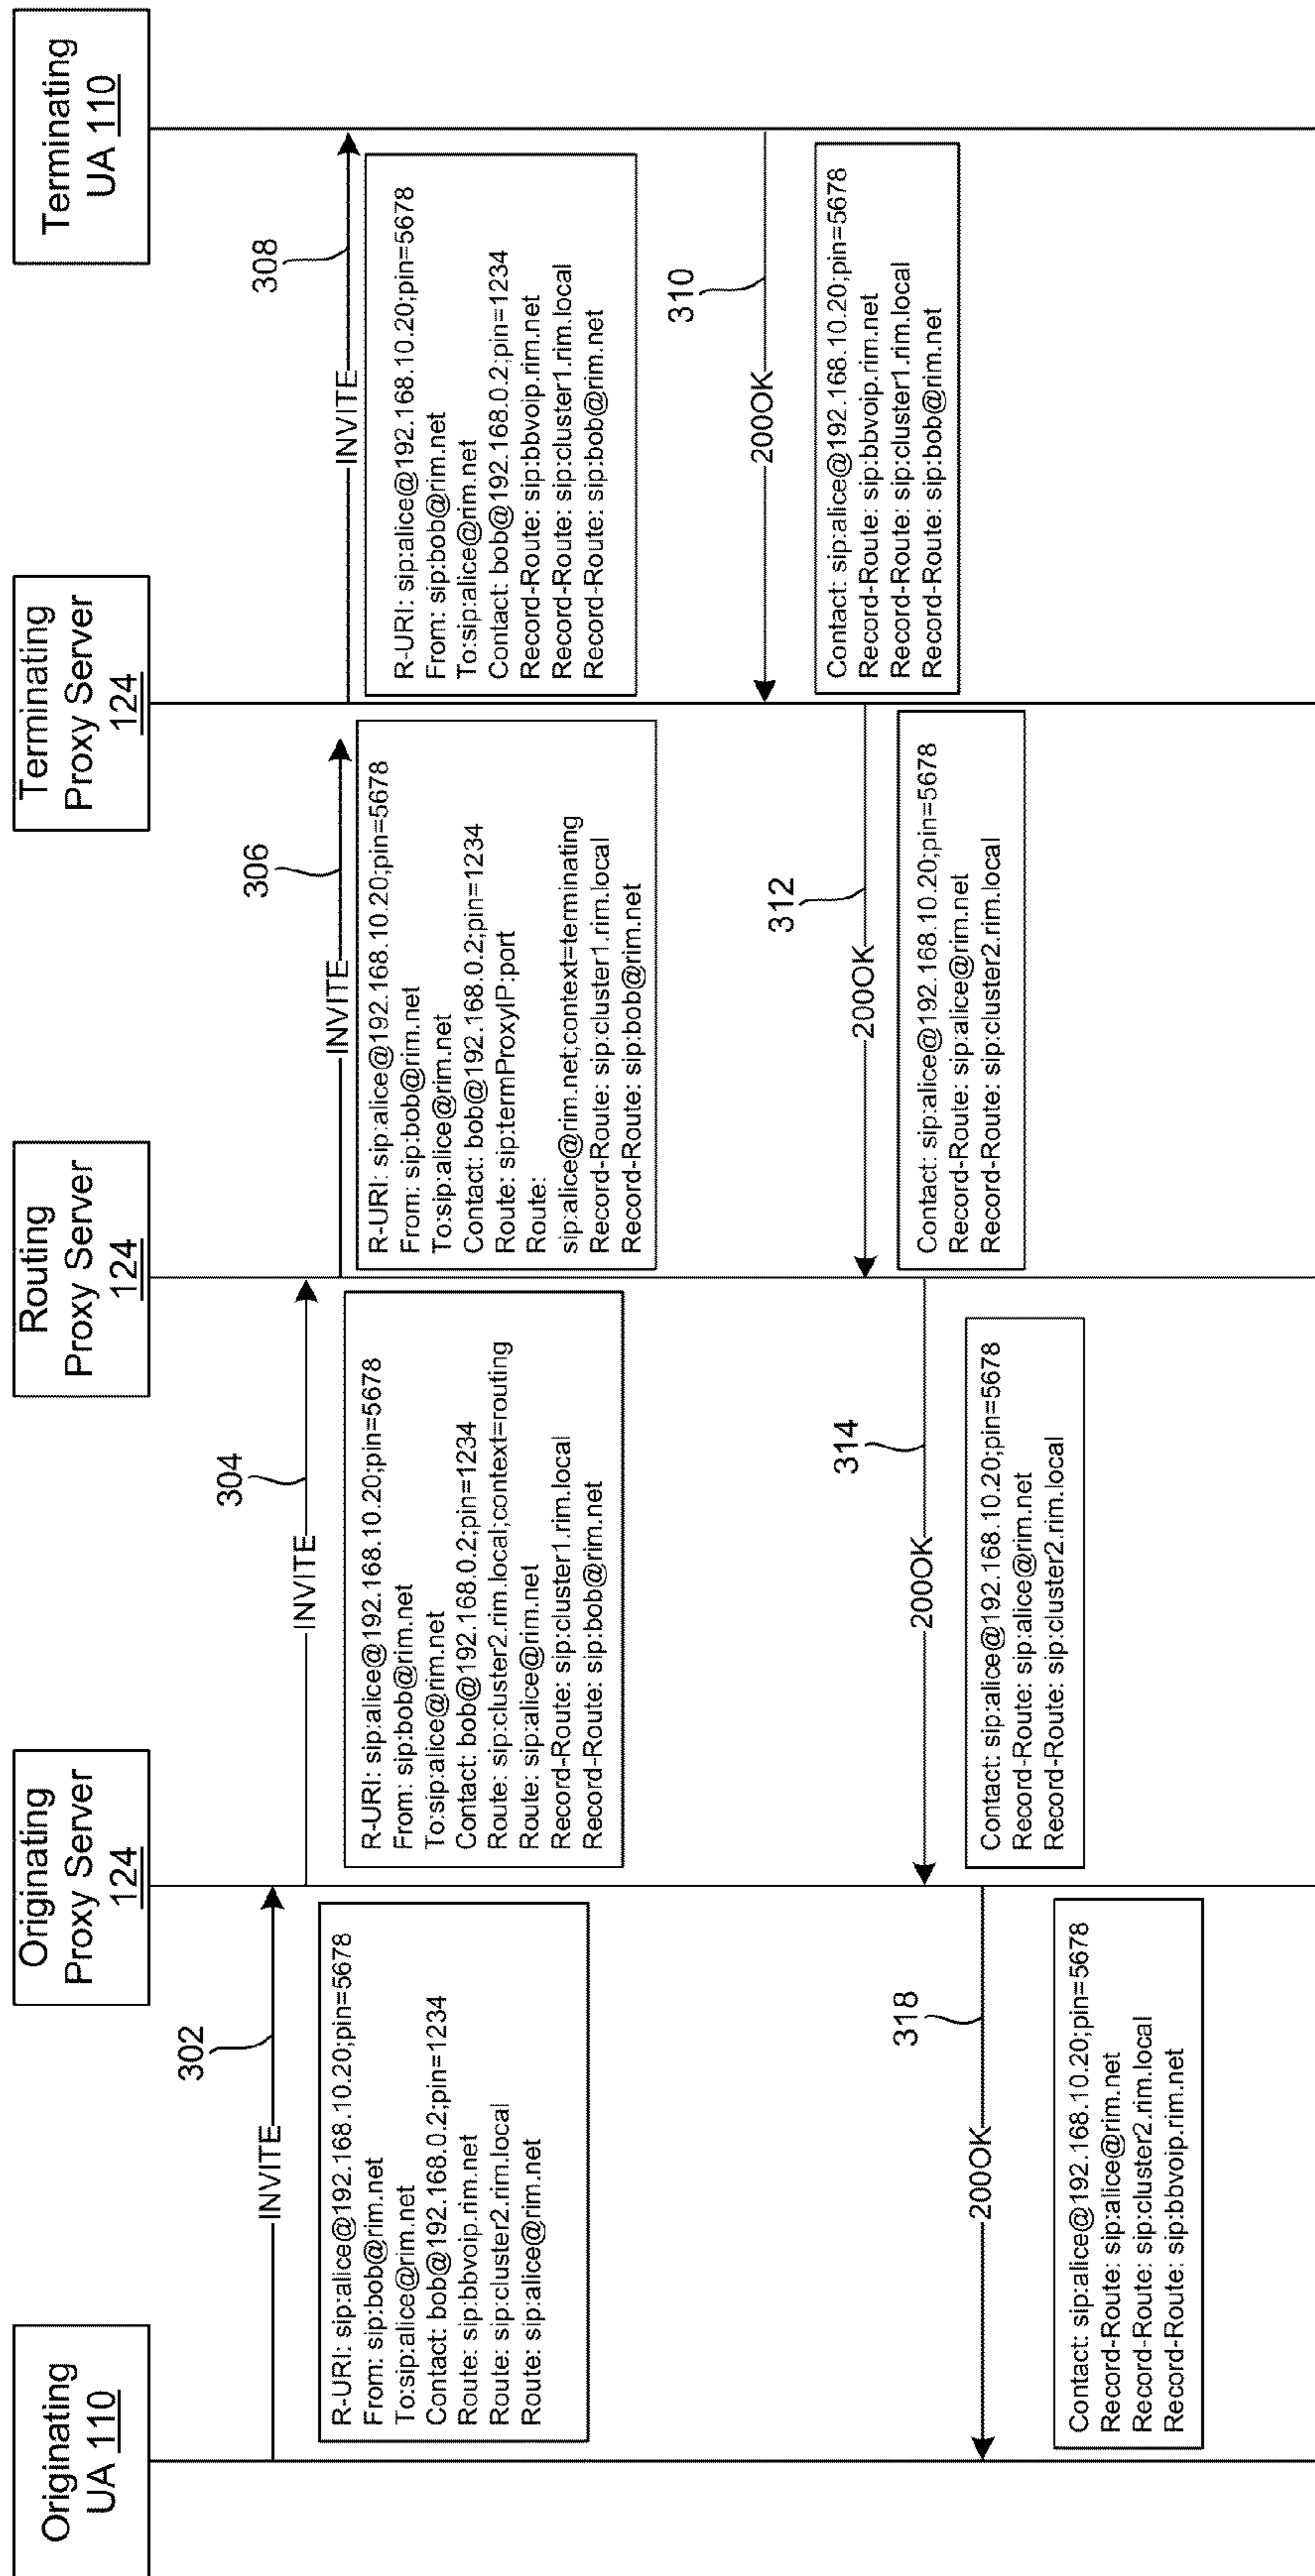 Originating
UA 110
Originating
Proxy Server
124
Routing
Proxy Server
124
Terminating
Proxy Server
124
Terminating
UA 110
302
INVITE
R-URI: sip:alice@192.168.10.20;pin=5678
From: sip:bob@rim.net
To:sip:alice@rim.net
Contact: bob@192.168.0.2;pin=1234
Route: sip:bbvoip.rim.net
Route: sip:cluster2.rim.local
Route: sip:alice@rim.net
304
INVITE
R-URI: sip:alice@192.168.10.20;pin=5678
From: sip:bob@rim.net
To:sip:alice@rim.net
Contact: bob@192.168.0.2;pin=1234
Route: sip:cluster2.rim.local;context=routing
Route: sip:alice@rim.net
Record-Route: sip:cluster1.rim.local
Record-Route: sip:bob@rim.net
306
INVITE
R-URI: sip:alice@192.168.10.20;pin=5678
From: sip:bob@rim.net
To:sip:alice@rim.net
Contact: bob@192.168.0.2;pin=1234
Route: sip:termProxyIP:port
Route:
sip:alice@rim.net;context=terminating
Record-Route: sip:cluster1.rim.local
Record-Route: sip:bob@rim.net
308
INVITE
R-URI: sip:alice@192.168.10.20;pin=5678
From: sip:bob@rim.net
To:sip:alice@rim.net
Contact: bob@192.168.0.2;pin=1234
Record-Route: sip:bbvoip.rim.net
Record-Route: sip:cluster1.rim.local
Record-Route: sip:bob@rim.net
310
200OK
Contact: sip:alice@192.168.10.20;pin=5678
Record-Route: sip:bbvoip.rim.net
Record-Route: sip:cluster1.rim.local
Record-Route: sip:bob@rim.net
312
200OK
Contact: sip:alice@192.168.10.20;pin=5678
Record-Route: sip:alice@rim.net
Record-Route: sip:cluster2.rim.local
314
200OK
Contact: sip:alice@192.168.10.20;pin=5678
Record-Route: sip:alice@rim.net
Record-Route: sip:cluster2.rim.local
318
200OK
Contact: sip:alice@192.168.10.20;pin=5678
Record-Route: sip:alice@rim.net
Record-Route: sip:cluster2.rim.local
Record-Route: sip:bbvoip.rim.net